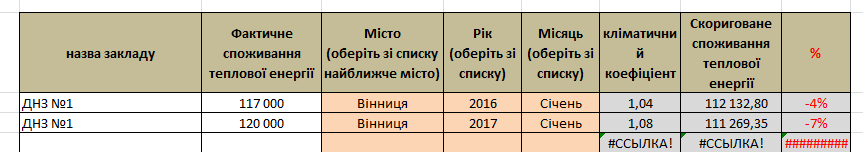 назва закладу
Фактичне
споживання
теплової енергії
Місто
(оберіть зі списку
найближче місто)
Рік
(оберіть зі
списку)
Місяць
(оберіть зі
списку)
кліматичн
й
коефіцієнт
Скориговане
споживання
теплової
енергії
%
ДНЗ №1 117 000 Вінниця 2016 Січень 1,04 112 132,80 -4%
ДНЗ №1 120 000 Вінниця 2017 Січень 1,08 111 269,35 -7%
#ССЫЛКА! #ССЫЛКА! #########